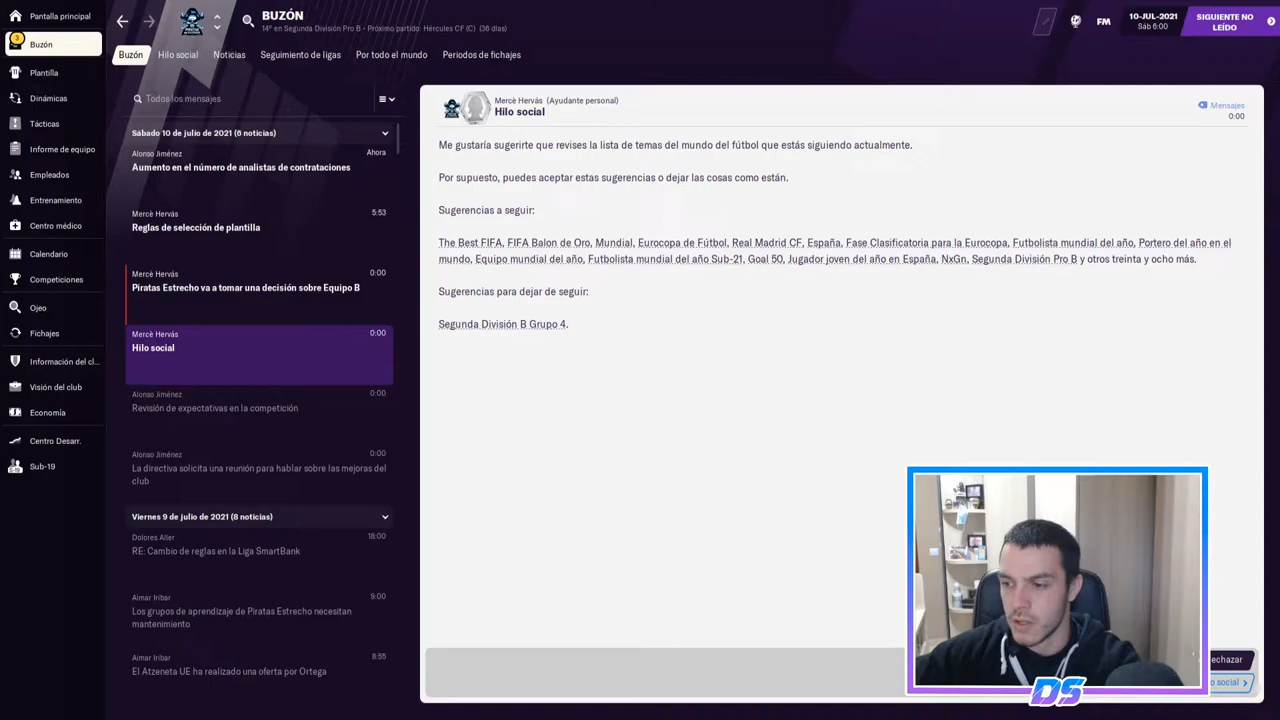 Pantalla principal
3
Buzón
Plantilla
Dinámicas
Tácticas
Informe de equipo
Empleados
Entrenamiento
Centro médico
Calendario
Competiciones
Ojeo
Fichajes
Información del cl...
Visión del club
Economía
Centro Desarr.
Sub-19
BUZÓN
14º en Segunda División Pro B - Próximo partido: Hércules CF (C) (36 días)
FM
10-JUL-2021
Sáb 6:00
SIGUIENTE NO LEÍDO
Buzón
Hilo social
Noticias
Seguimiento de ligas
Por todo el mundo
Periodos de fichajes
Todos los mensajes
Sábado 10 de julio de 2021 (6 noticias)
Alonso Jiménez
Ahora
Aumento en el número de analistas de contrataciones
Mercè Hervás
5:53
Reglas de selección de plantilla
Mercè Hervás
0:00
Piratas Estrecho va a tomar una decisión sobre Equipo B
Mercè Hervás
0:00
Hilo social
Alonso Jiménez
0:00
Revisión de expectativas en la competición
Alonso Jiménez
0:00
La directiva solicita una reunión para hablar sobre las mejoras del
club
Viernes 9 de julio de 2021 (8 noticias)
Dolores Aller
18:00
RE: Cambio de reglas en la Liga SmartBank
Aimar Iribar
9:00
Los grupos de aprendizaje de Piratas Estrecho necesitan
mantenimiento
Aimar Iribar
8:55
El Atzeneta UE ha realizado una oferta por Ortega
Mercè Hervás (Ayudante personal)
Hilo social
Mensajes
0:00
Me gustaría sugerirte que revises la lista de temas del mundo del fútbol que estás siguiendo actualmente.
Por supuesto, puedes aceptar estas sugerencias o dejar las cosas como están.
Sugerencias a seguir:
The Best FIFA, FIFA Balon de Oro, Mundial, Eurocopa de Fútbol, Real Madrid CF, España, Fase Clasificatoria para la Eurocopa, Futbolista mundial del año, Portero del año en el
mundo, Equipo mundial del año, Futbolista mundial del año Sub-21, Goal 50, Jugador joven del año en España, NxGn, Segunda División Pro B y otros treinta y ocho más.
Sugerencias para dejar de seguir:
Segunda División B Grupo 4.
echazar
o social
DS